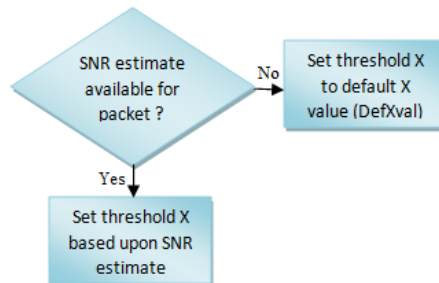 SNR estimate
available for
packet ?
No
Set threshold X
to default X
value (DefXval)
Yes
Set threshold X
based upon SNR
estimate